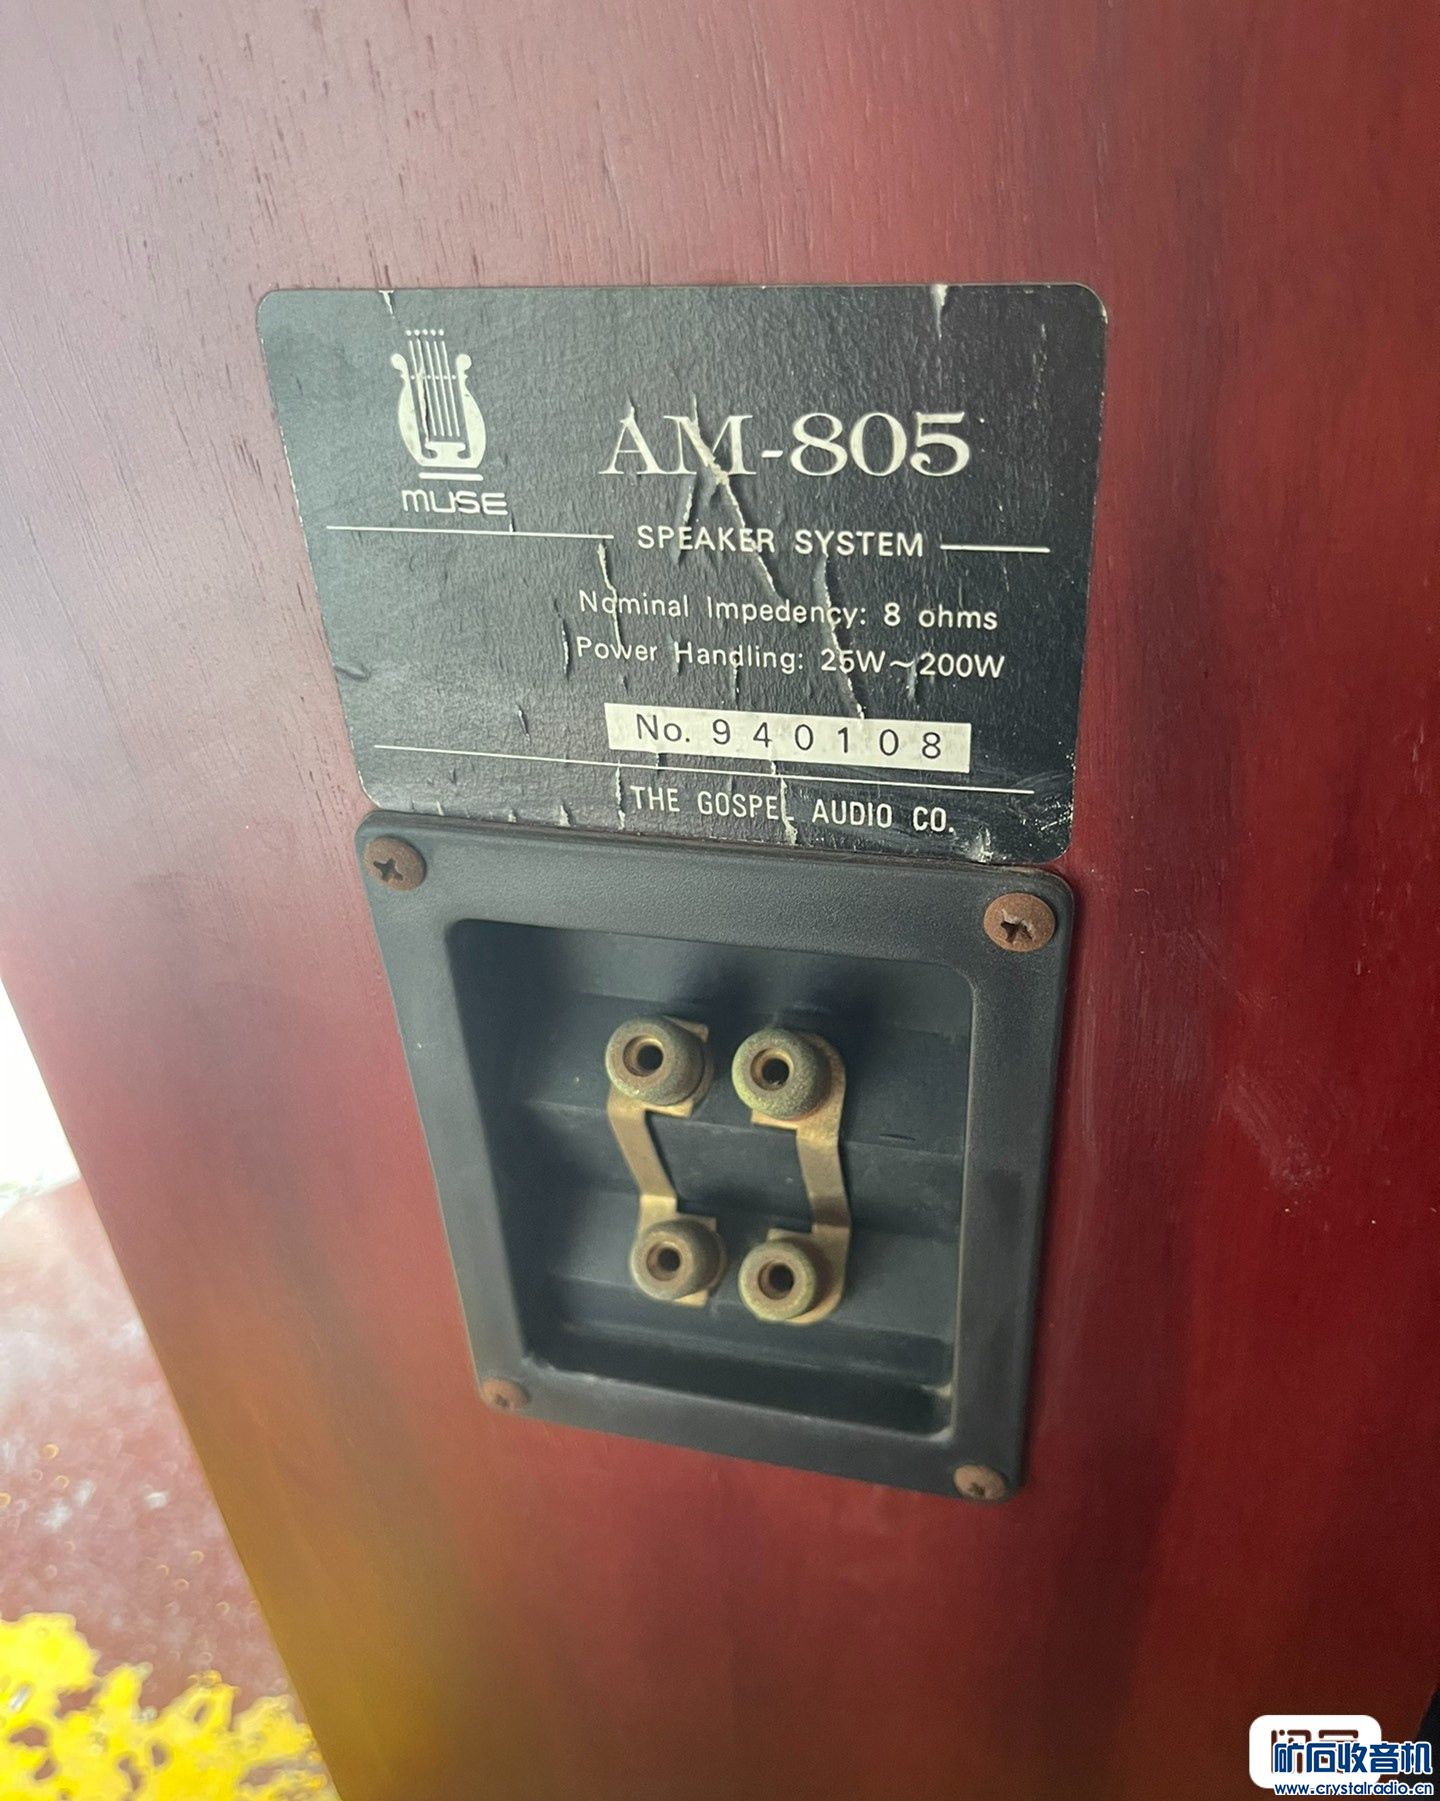 MUSE
AM-805
SPEAKER SYSTEM
Nominal Impedency: 8 ohms
Power Handling: 25W~200W
No. 940108
THE GOSPEL AUDIO CO.
矿石收音机
www.crystalradio.cn